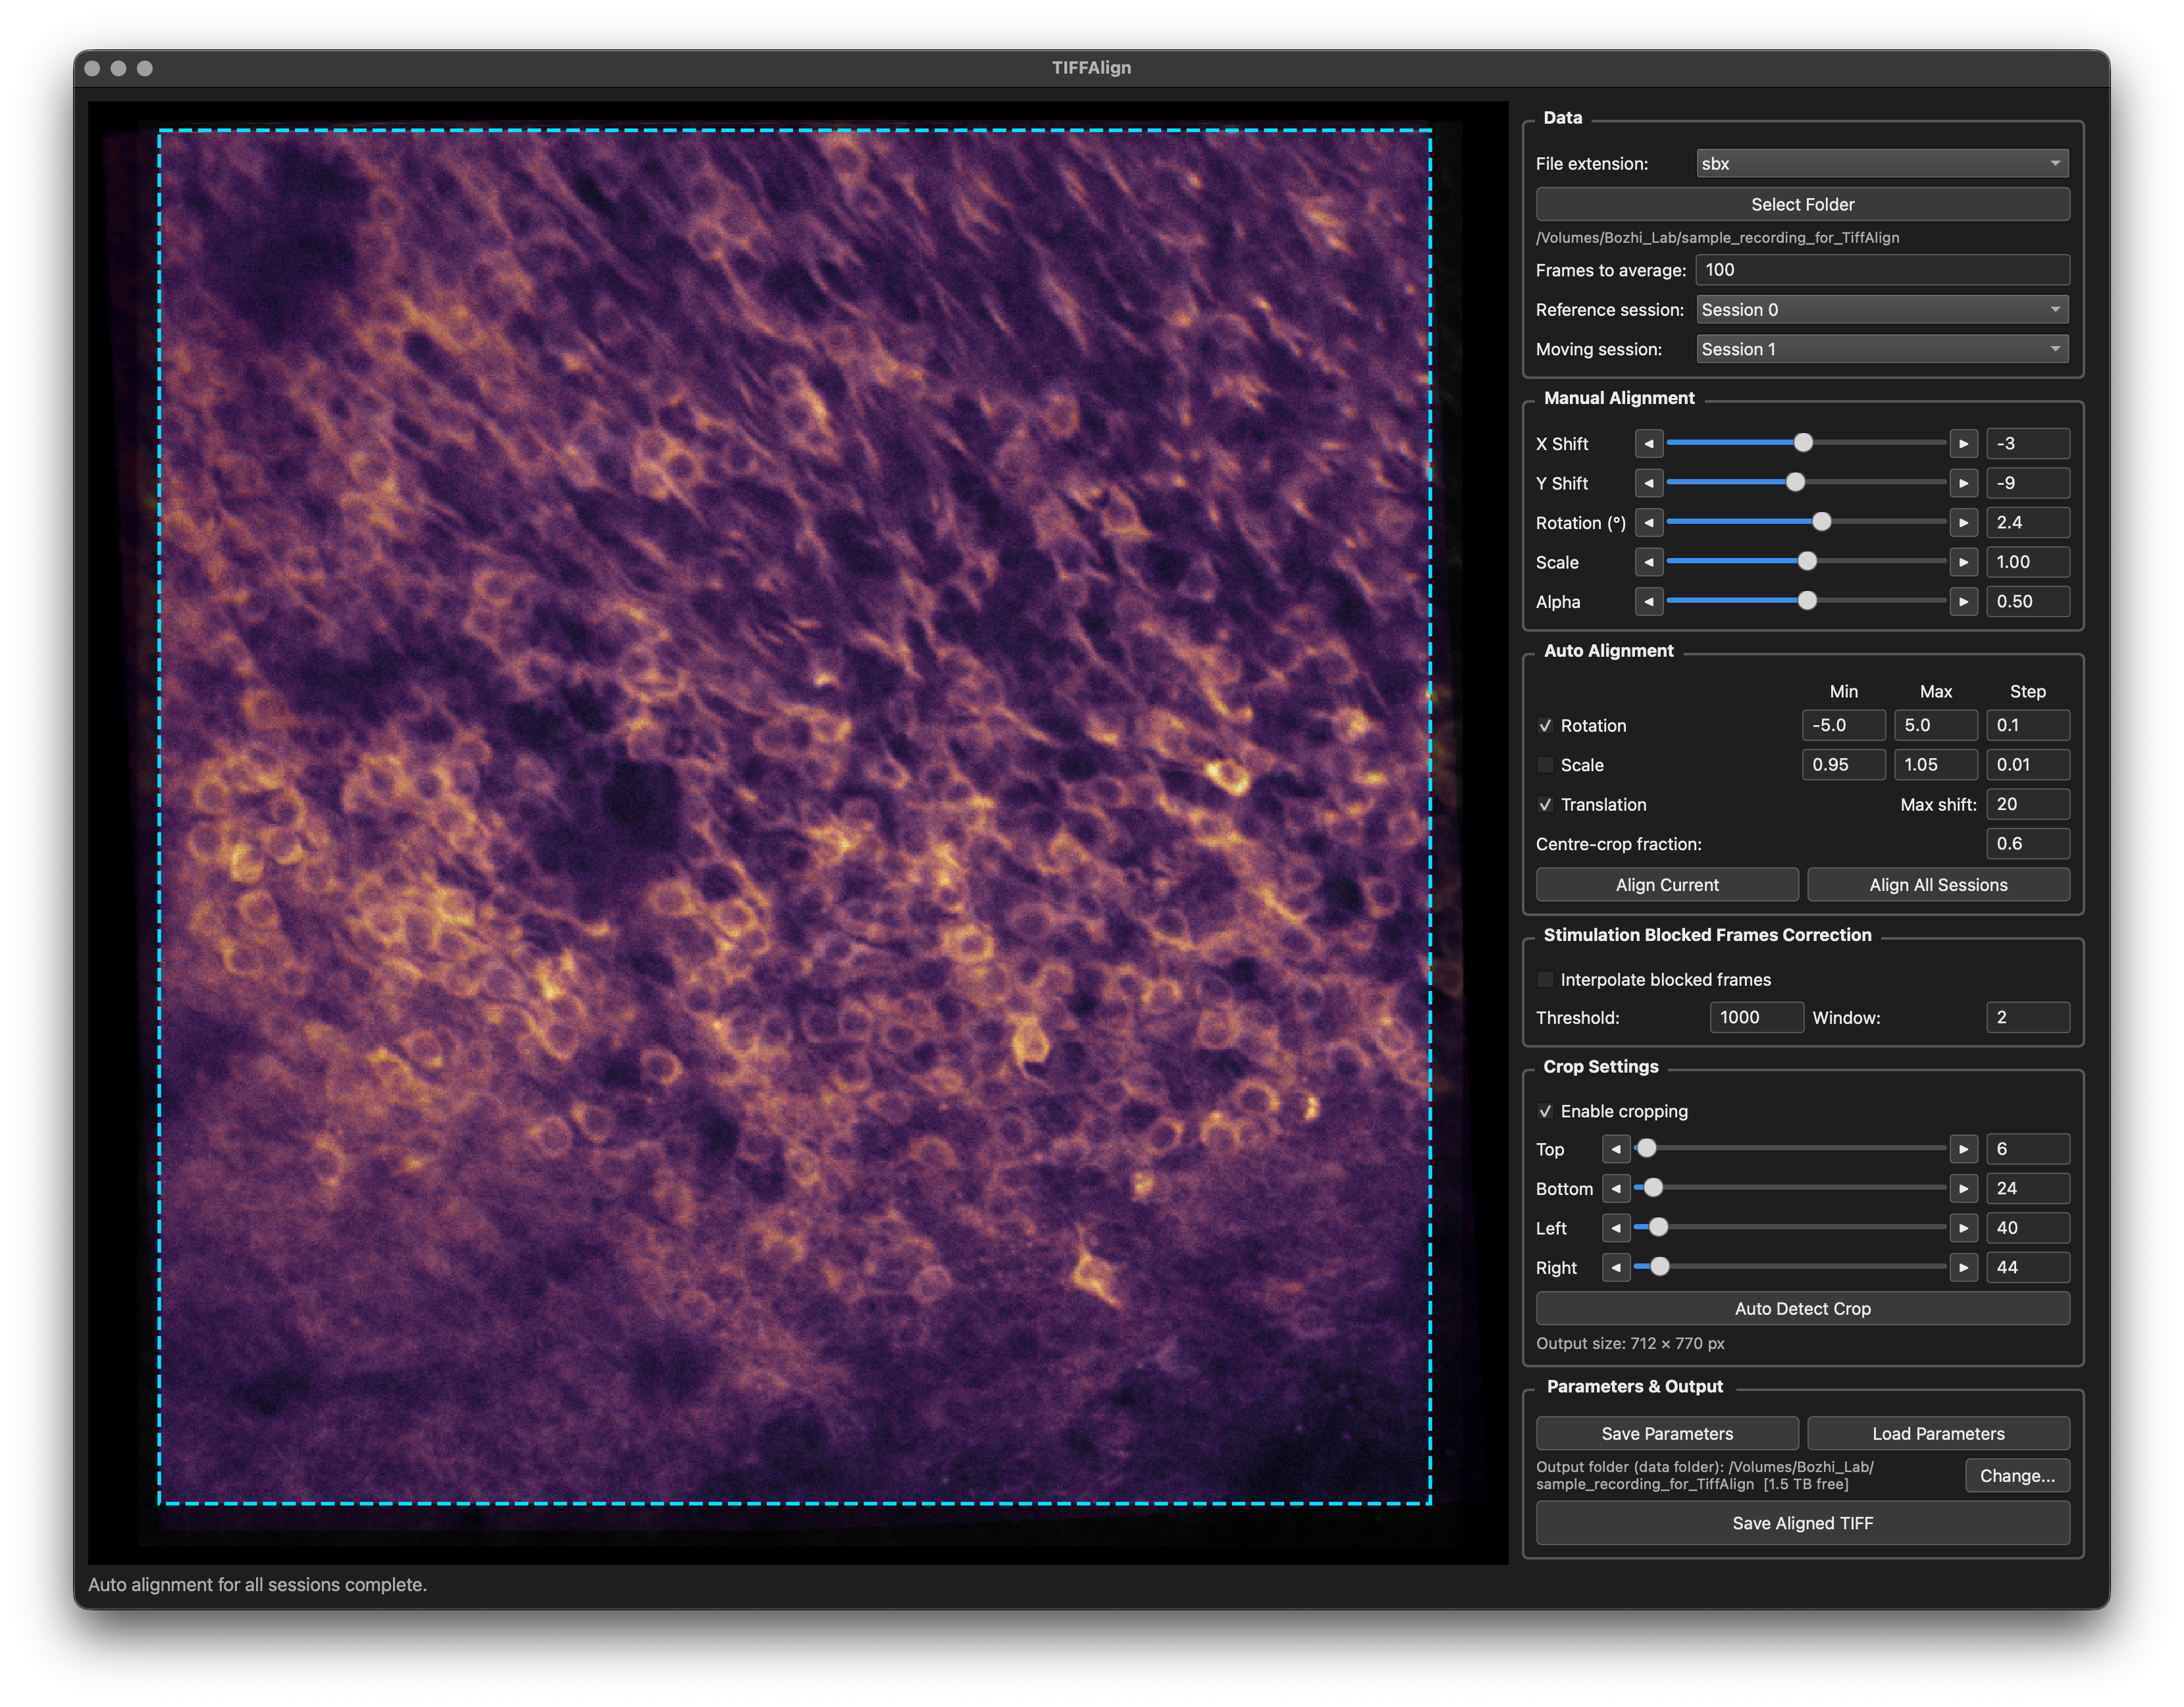 TIFFAlign
Data
File extension: sbx
Select Folder
/Volumes/Bozhi_Lab/sample_recording_for_TiffAlign
Frames to average: 100
Reference session: Session 0
Moving session: Session 1
Manual Alignment
X Shift -3
Y Shift -9
Rotation (°) 2.4
Scale 1.00
Alpha 0.50
Auto Alignment
Min Max Step
Rotation -5.0 5.0 0.1
Scale 0.95 1.05 0.01
Translation Max shift: 20
Centre-crop fraction: 0.6
Align Current Align All Sessions
Stimulation Blocked Frames Correction
Interpolate blocked frames
Threshold: 1000 Window: 2
Crop Settings
Enable cropping
Top 6
Bottom 24
Left 40
Right 44
Auto Detect Crop
Output size: 712 × 770 px
Parameters & Output
Save Parameters Load Parameters
Output folder (data folder): /Volumes/Bozhi_Lab/
sample_recording_for_TiffAlign [1.5 TB free]
Change...
Save Aligned TIFF
Auto alignment for all sessions complete.